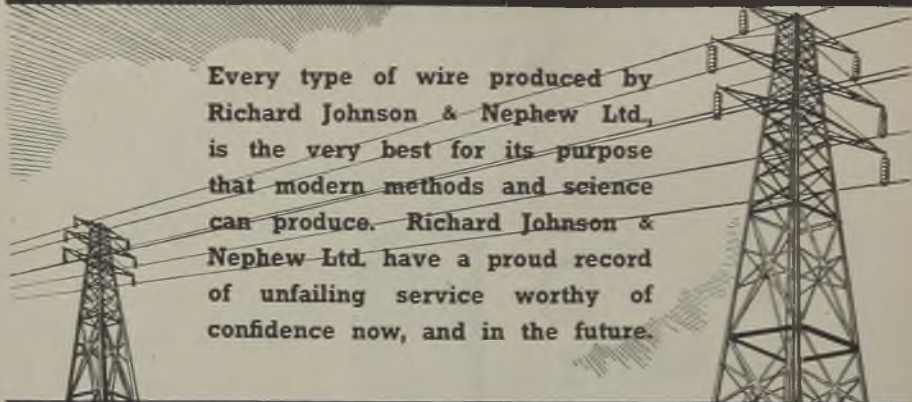 Every type of wire produced by
Richard Johnson & Nephew Ltd.,
is the very best for its purpose
that modern methods and science
can produce. Richard Johnson &
Nephew Ltd. have a proud record
of unfailing service worthy of
confidence now, and in the future.